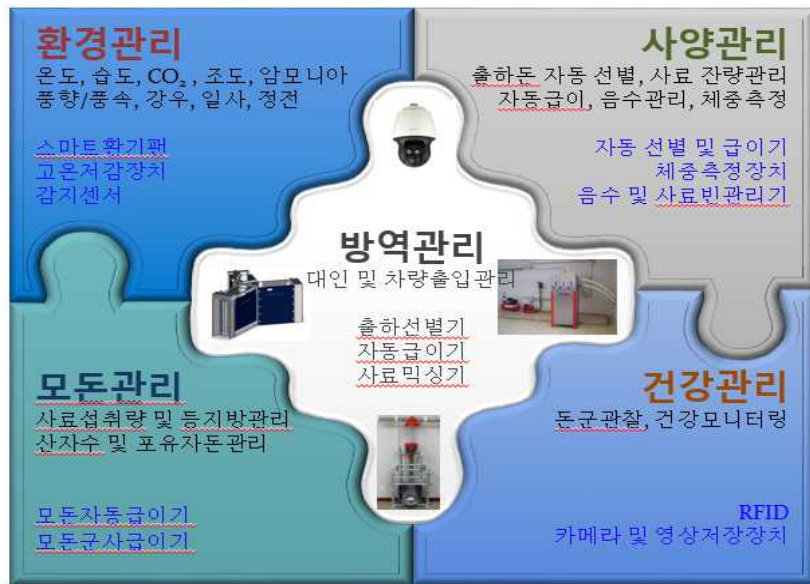 환경관리
온도, 습도, CO₂ , 조도, 암모니아
풍향/풍속, 강우, 일사, 정전
스마트환기팬
고온저감장치
감지센서
사양관리
출하돈 자동 선별, 사료 잔량관리
자동급이, 음수관리, 체중측정
자동 선별 및 급이기
체중측정장치
음수 및 사료빈관리기
방역관리
대인 및 차량출입관리
출하선별기
자동급이기
사료믹싱기
모돈관리
사료섭취량 및 등지방관리
산자수 및 포유자돈관리
모돈자동급이기
모돈군사급이기
건강관리
돈군관찰, 건강모니터링
RFID
카메라 및 영상저장장치